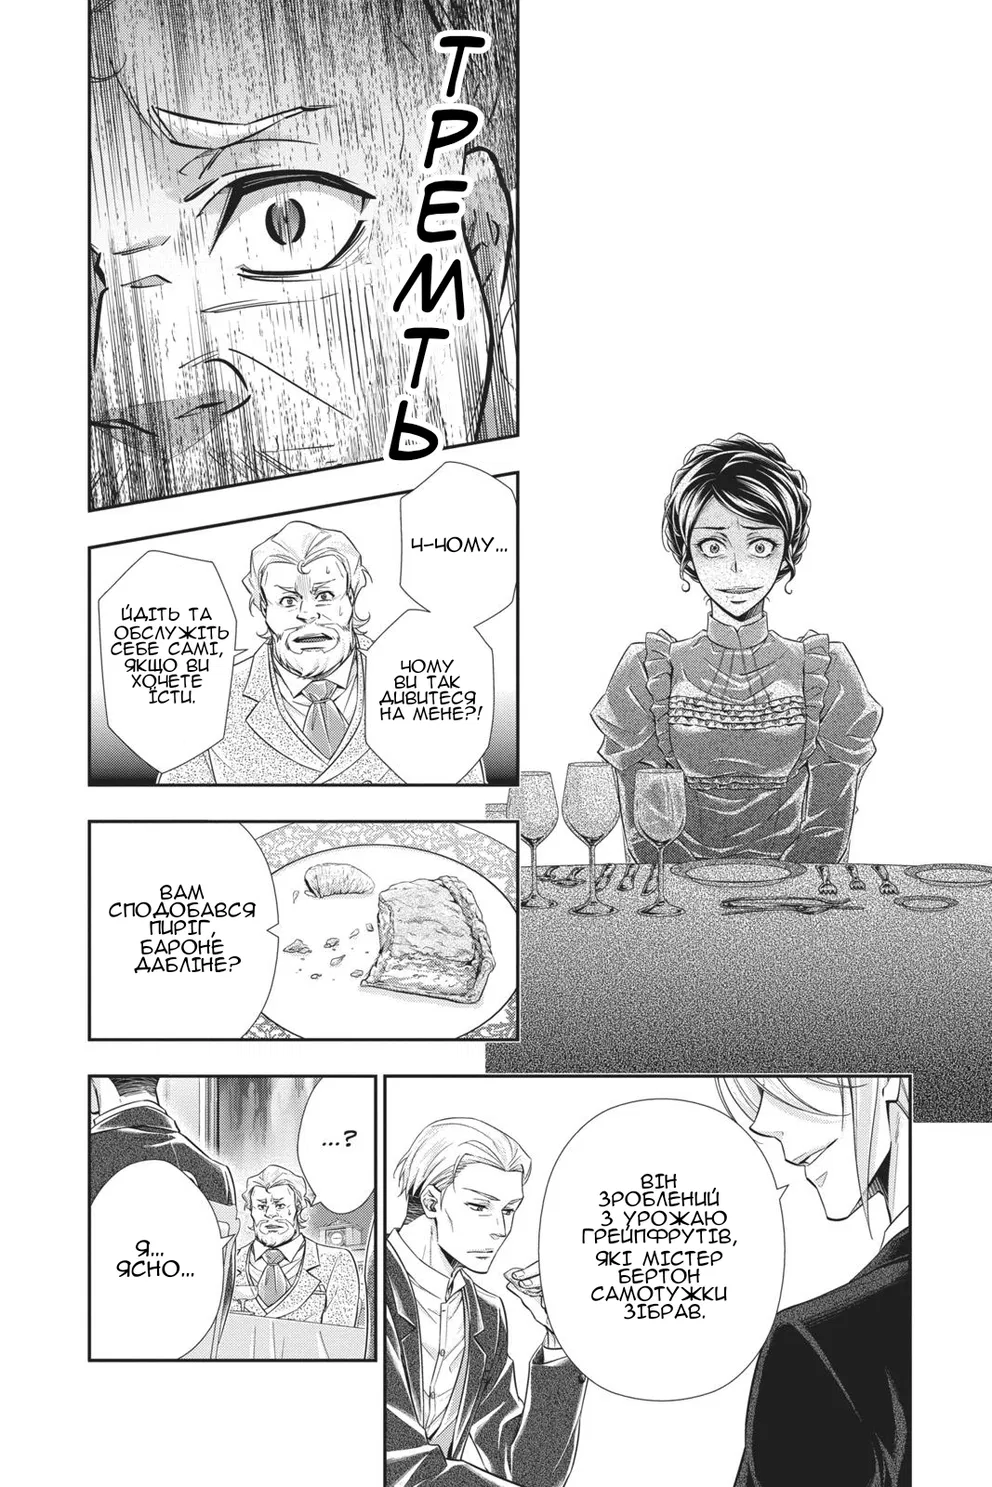 ТРЕМТЬ
Ч-ЧОМУ...
ЧОМУ
ВИ ТАК
ДИВИТЕСЯ
НА МЕНЕ?!
ЙДІТЬ ТА
ОБСЛУЖІТЬ
СЕБЕ САМІ,
ЯКЩО ВИ
ХОЧЕТЕ
ЇСТИ.
ВАМ
СПОДОБАВСЯ
ПИРІГ,
БАРОНЕ
ДАБЛІНЕ?
ВІН
ЗРОБЛЕНИЙ
З УРОЖАЮ
ГРЕЙПФРУТІВ,
ЯКІ МІСТЕР
БЕРТОН
САМОТУЖКИ
ЗІБРАВ.
...?
Я...
ЯСНО...